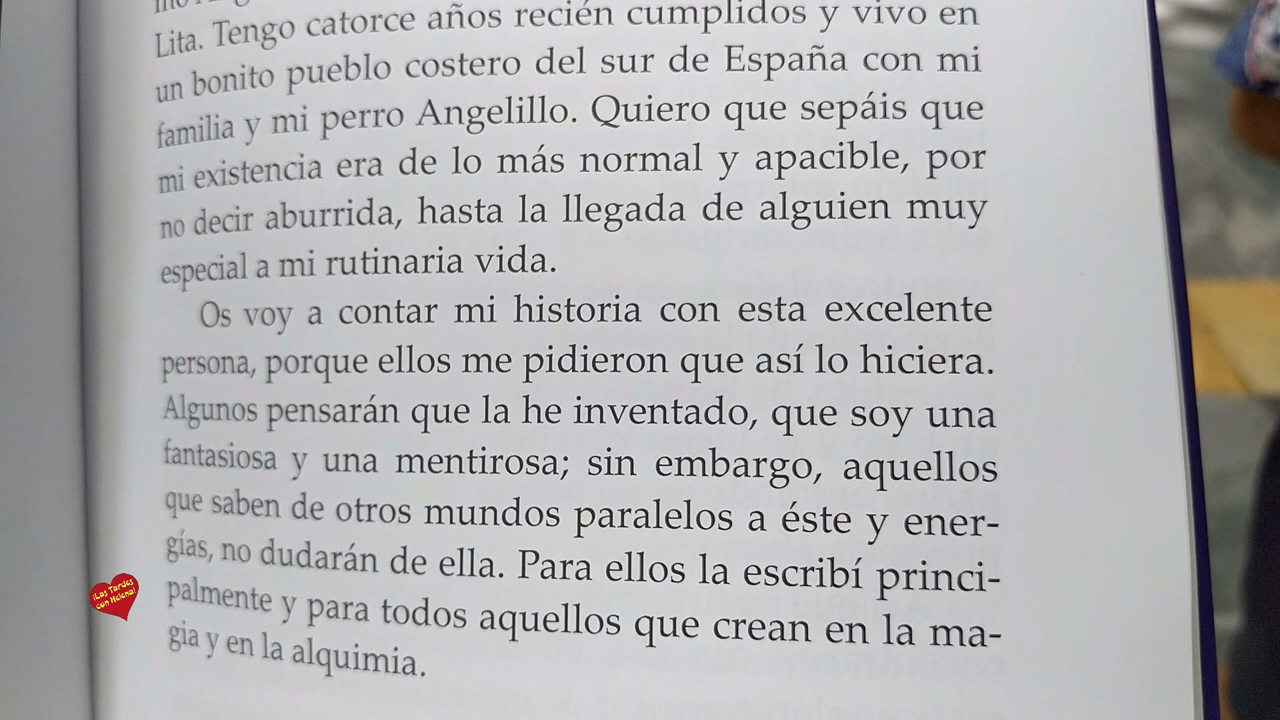 Lita. Tengo catorce años recién cumplidos y vivo en
un bonito pueblo costero del sur de España con mi
familia y mi perro Angelillo. Quiero que sepáis que
mi existencia era de lo más normal y apacible, por
no decir aburrida, hasta la llegada de alguien muy
especial a mi rutinaria vida.
Os voy a contar mi historia con esta excelente
persona, porque ellos me pidieron que así lo hiciera.
Algunos pensarán que la he inventado, que soy una
fantasiosa y una mentirosa; sin embargo, aquellos
que saben de otros mundos paralelos a éste y ener-
gías, no dudarán de ella. Para ellos la escribí princi-
palmente y para todos aquellos que crean en la ma-
gia y en la alquimia.
¡Las Tardes
con Helena!